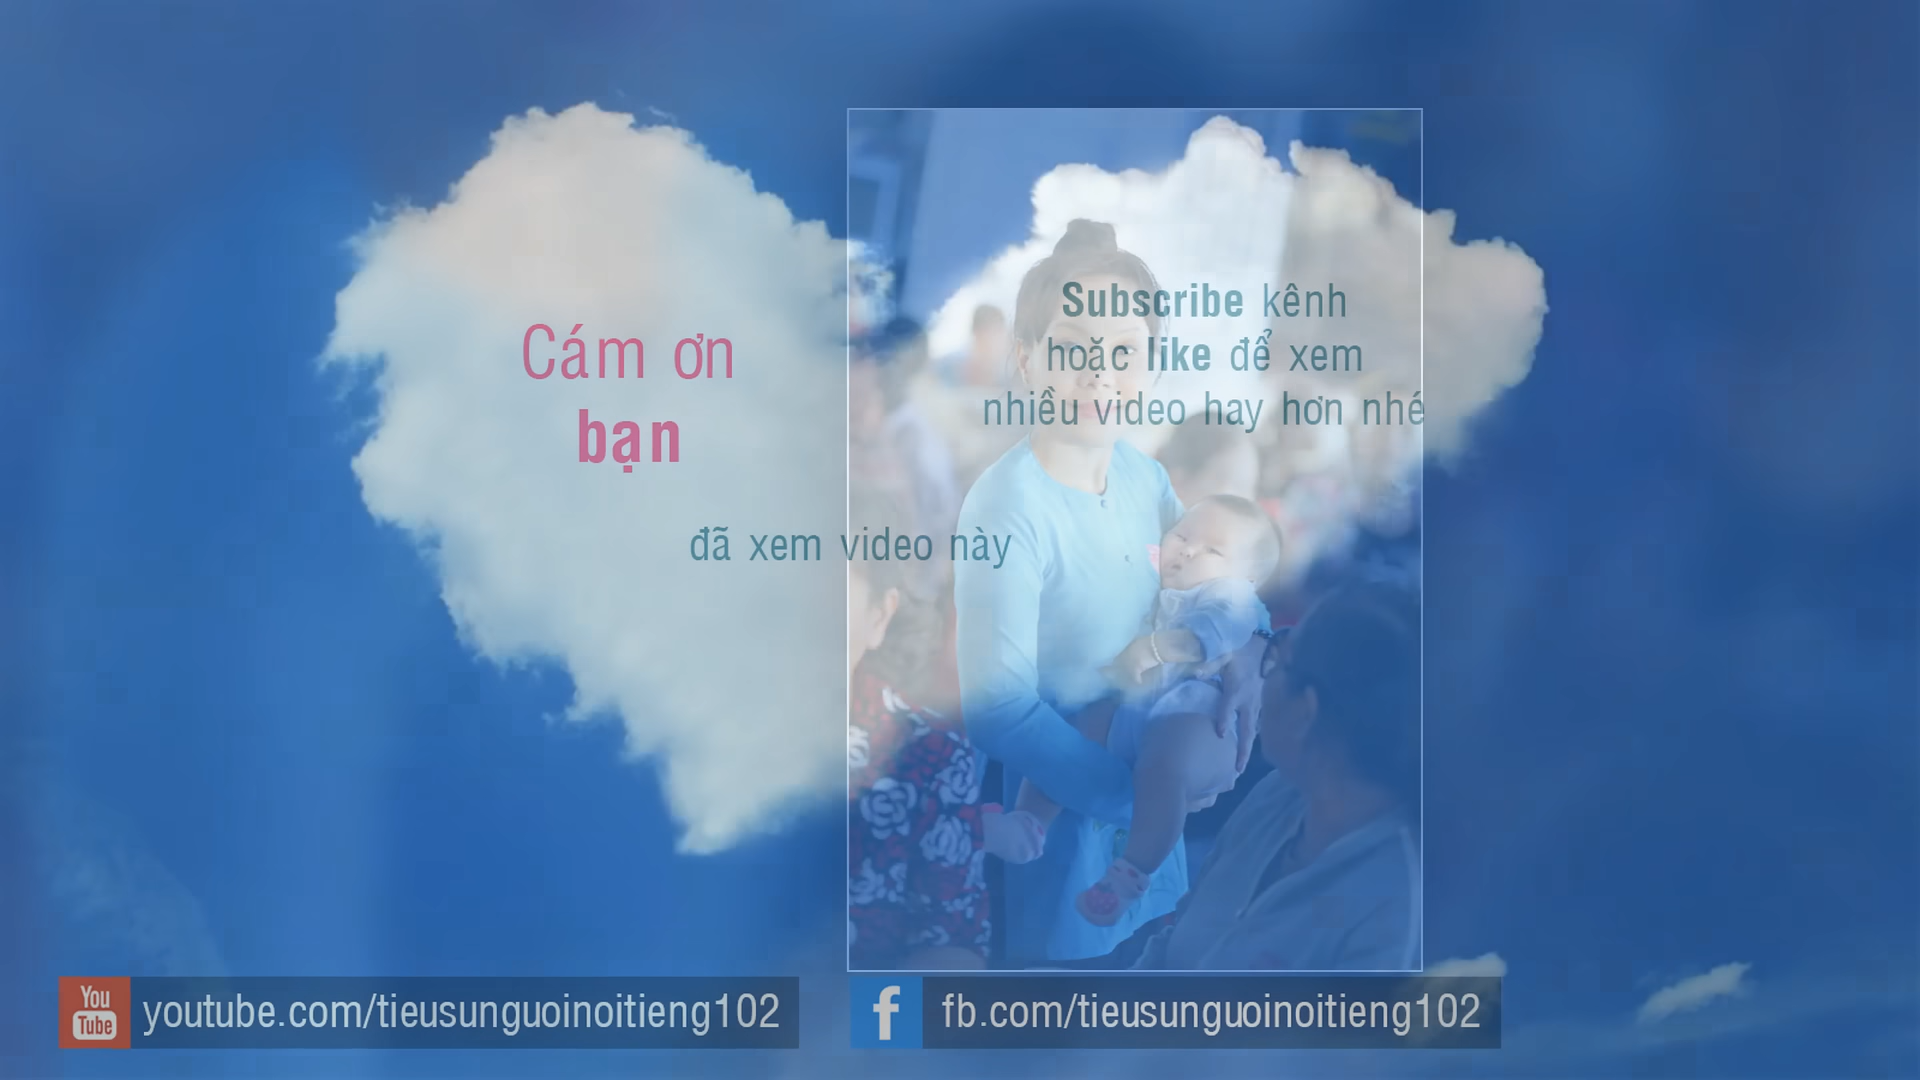 Cám ơn
bạn
đã xem video này
Subscribe kênh
hoặc like để xem
nhiều video hay hơn nhé
You
Tube
youtube.com/tieusunguoinoitieng102
f
fb.com/tieusunguoinoitieng102